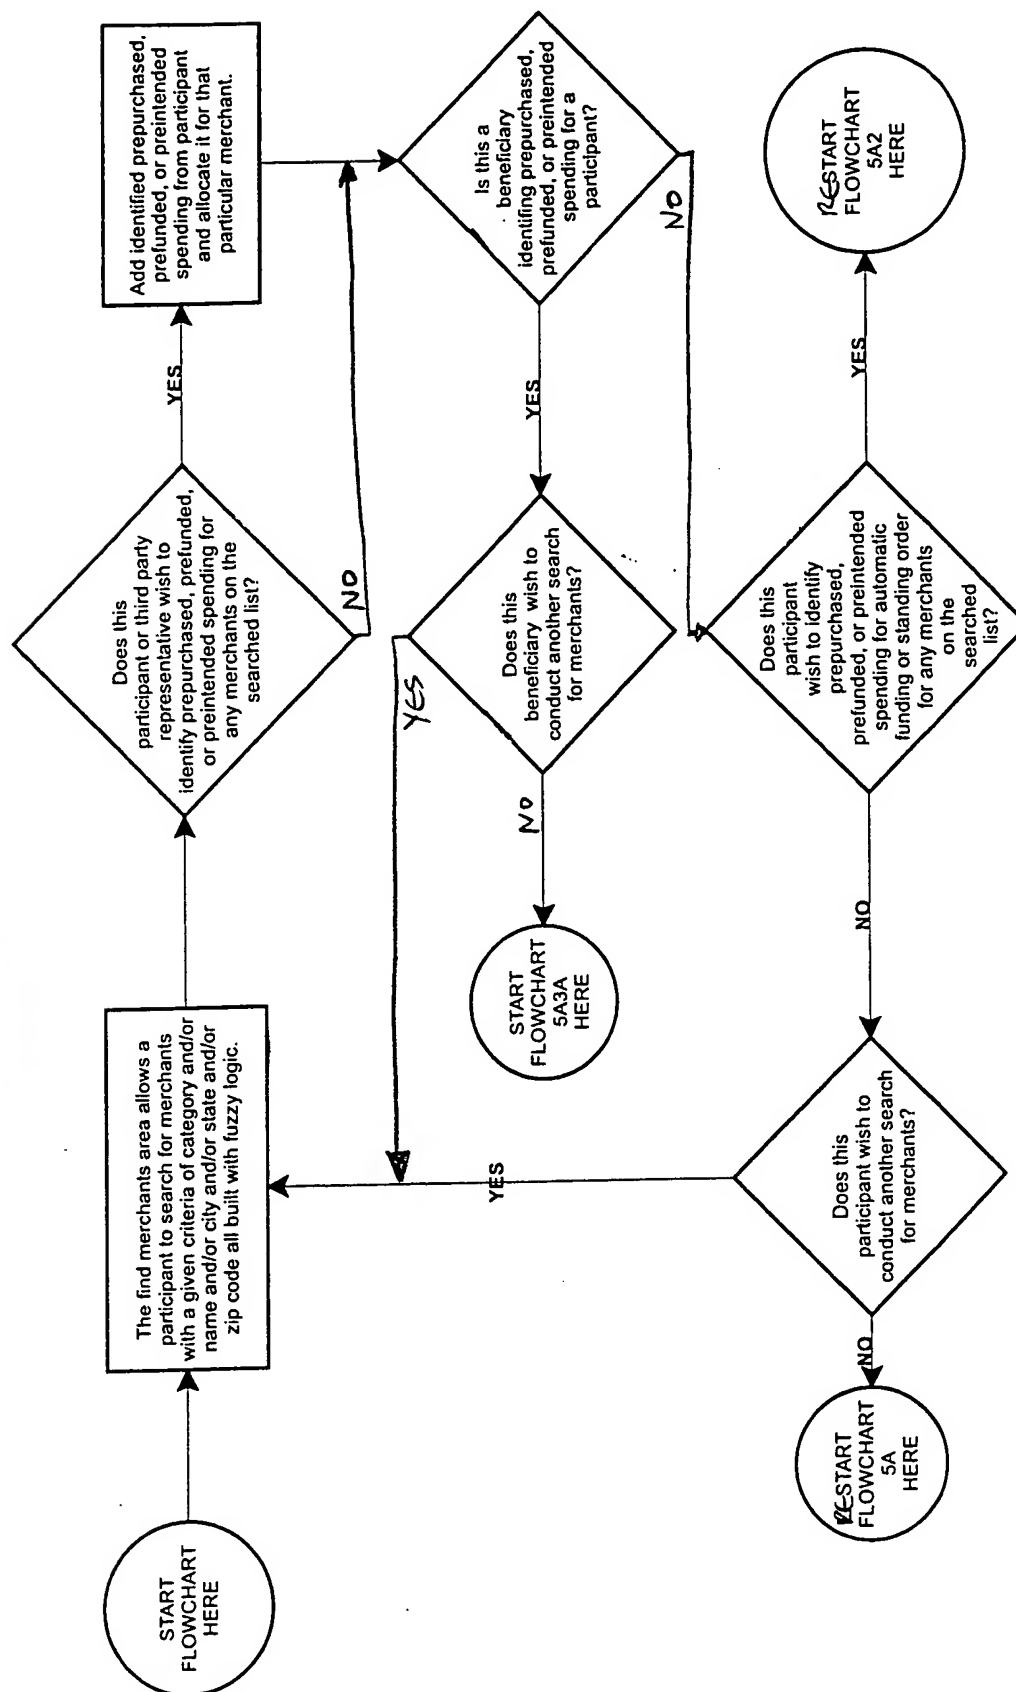 START
FLOWCHART
HERE
The find merchants area allows a
participant to search for merchants
with a given criteria of category and/or
name and/or city and/or state and/or
zip code all built with fuzzy logic.
Does this
participant or third party
representative wish to
identify prepurchased, prefunded,
or preintended spending for
any merchants on the
searched list?
YES
NO
Add identified prepurchased,
prefunded, or preintended
spending from participant
and allocate it for that
particular merchant.
Is this a
beneficiary
identifing prepurchased,
prefunded, or preintended
spending for a
participant?
YES
NO
Does this
beneficiary wish to
conduct another search
for merchants?
YES
NO
START
FLOWCHART
5A3A
HERE
Does this
participant
wish to identify
prepurchased,
prefunded, or preintended
spending for automatic
funding or standing order
for any merchants
on the
searched
list?
YES
RESTART
FLOWCHART
5A2
HERE
NO
Does this
participant wish to
conduct another search
for merchants?
YES
NO
RESTART
FLOWCHART
5A
HERE